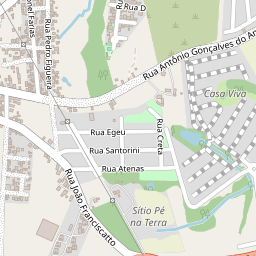 Rua D
Rua Pedro Figueira
Rua Antônio Gonçalves do
Casa Viva
Rua Creta
Rua Egeu
Rua Santorini
Rua Atenas
Rua João Franciscatto
Sítio Pé
na Terra